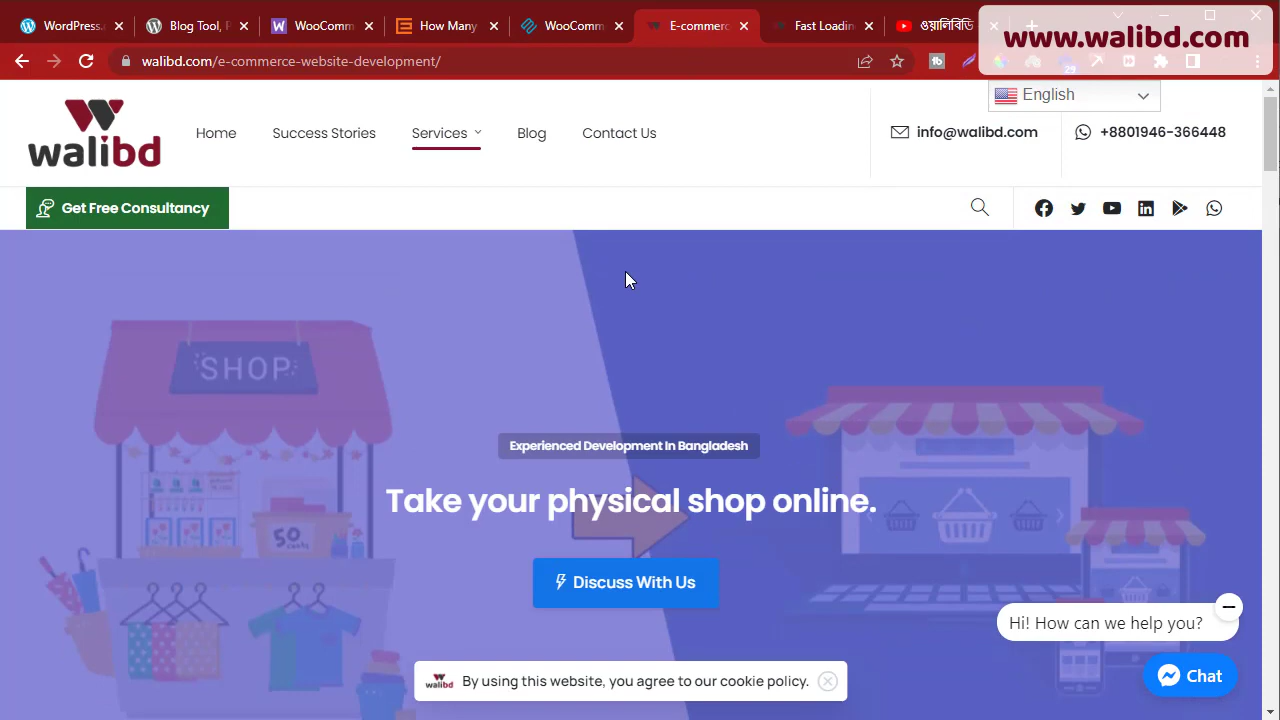 WordPress.
Blog Tool, P
WooComm
How Many
WooComm
E-commerc
Fast Loadin
ওয়ালিবিডি
www.walibd.com
walibd.com/e-commerce-website-development/
29
English
walibd
Home
Success Stories
Services
Blog
Contact Us
info@walibd.com
+8801946-366448
Get Free Consultancy
SHOP
50
Experienced Development In Bangladesh
Take your physical shop online.
Discuss With Us
Hi! How can we help you?
walibd By using this website, you agree to our cookie policy.
Chat